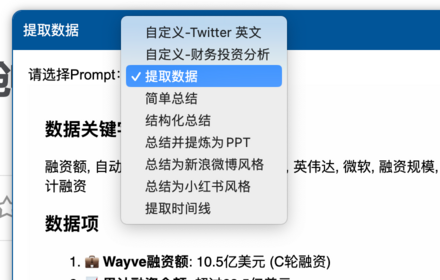 提取数据
请选择Prompt:
自定义-Twitter 英文
自定义-财务投资分析
✓ 提取数据
简单总结
结构化总结
总结并提炼为PPT
总结为新浪微博风格
总结为小红书风格
提取时间线
数据关键
融资额, 自动 , 英伟达, 微软, 融资规模,
计融资
数据项
1. 💼 Wayve融资额: 10.5亿美元 (C轮融资)